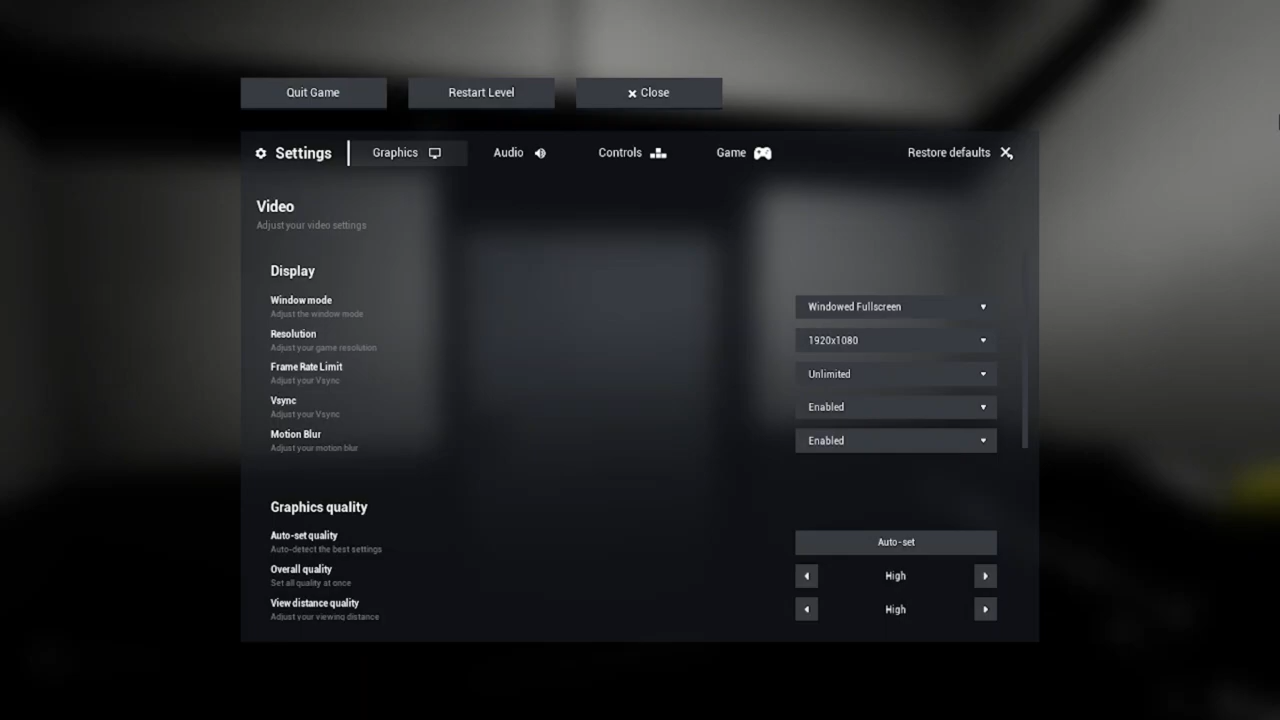 Quit Game
Restart Level
Close
Settings
Graphics
Audio
Controls
Game
Restore defaults
Video
Adjust your video settings
Display
Window mode
Windowed Fullscreen
Adjust the window mode
Resolution
1920x1080
Adjust your game resolution
Frame Rate Limit
Unlimited
Adjust your Vsync
Vsync
Enabled
Adjust your Vsync
Motion Blur
Enabled
Adjust your motion blur
Graphics quality
Auto-set quality
Auto-set
Auto-detect the best settings
Overall quality
High
Set all quality at once
View distance quality
High
Adjust your viewing distance